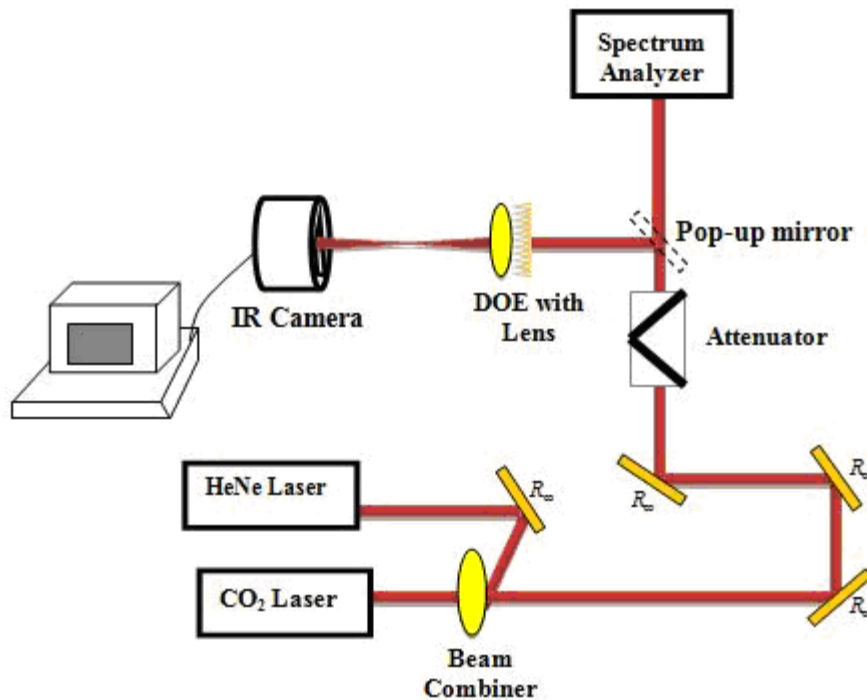 Spectrum
Analyzer
Pop-up mirror
IR Camera
DOE with
Lens
Attenuator
HeNe Laser
R∞
R∞
CO₂ Laser
Beam
Combiner